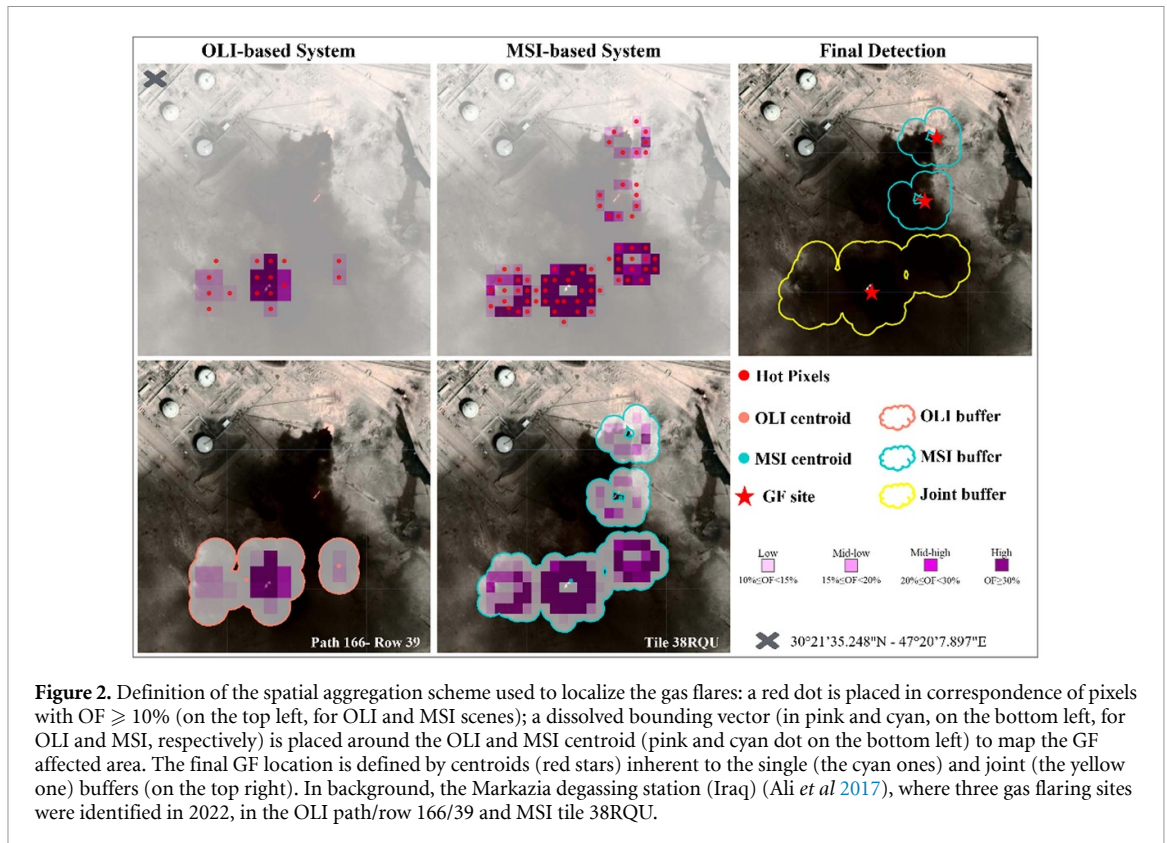 OLI-based System
MSI-based System
Final Detection
Path 166- Row 39
Tile 38RQU
Hot Pixels
OLI centroid
OLI buffer
MSI centroid
MSI buffer
GF site
Joint buffer
Low
Mid-low
Mid-high
High
10%≤OF<15%
15%≤OF<20%
20%≤OF<30%
OF≥30%
30°21'35.248"N - 47°20'7.897"E
Figure 2. Definition of the spatial aggregation scheme used to localize the gas flares: a red dot is placed in correspondence of pixels
with OF ⩾ 10% (on the top left, for OLI and MSI scenes); a dissolved bounding vector (in pink and cyan, on the bottom left, for
OLI and MSI, respectively) is placed around the OLI and MSI centroid (pink and cyan dot on the bottom left) to map the GF
affected area. The final GF location is defined by centroids (red stars) inherent to the single (the cyan ones) and joint (the yellow
one) buffers (on the top right). In background, the Markazia degassing station (Iraq) (Ali et al 2017), where three gas flaring sites
were identified in 2022, in the OLI path/row 166/39 and MSI tile 38RQU.